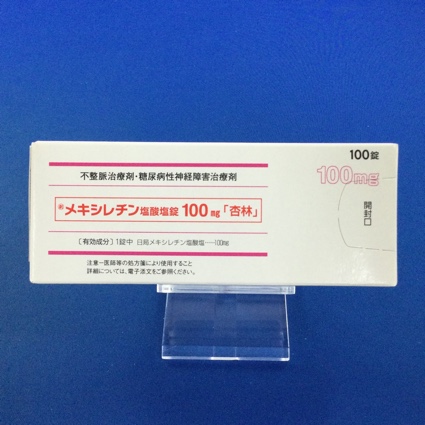 100錠
100mg
不整脈治療剤・糖尿病性神経障害治療剤
メキシレチン塩酸塩錠100mg「杏林」
開封口
〔有効成分〕1錠中 日局メキシレチン塩酸塩…100mg
注意－医師等の処方箋により使用すること
詳細については、電子添文をご参照ください。